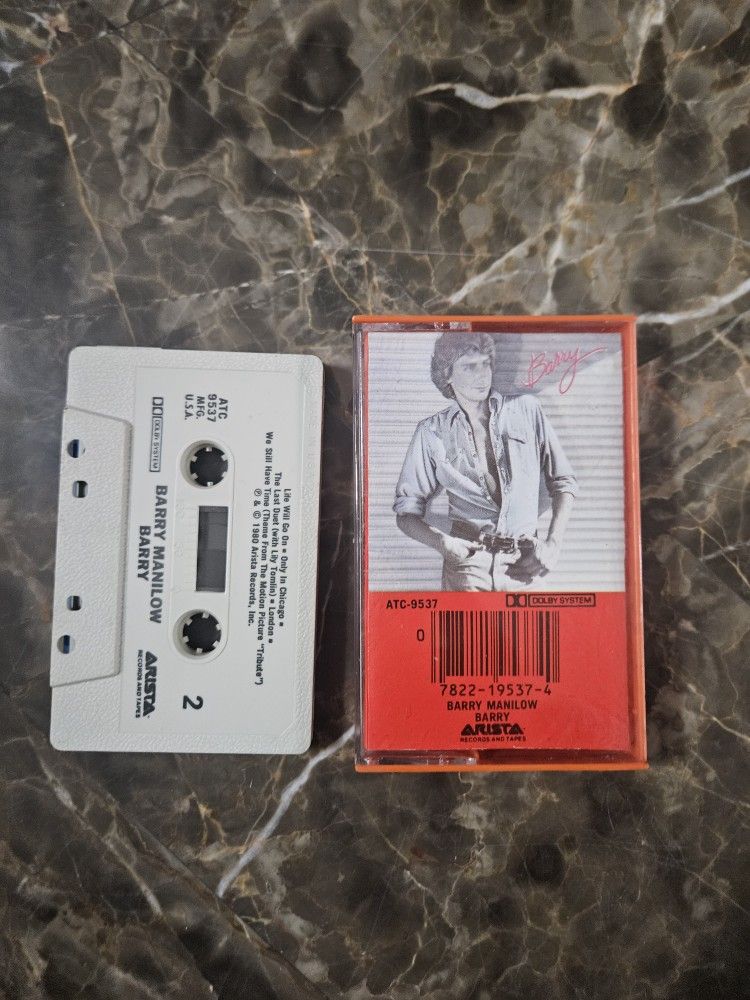 ATC
9537
MFG.
U.S.A.
DOLBY SYSTEM
Life Will Go On ■ Only In Chicago ■
The Last Duet (with Lily Tomlin) ■ London ■
We Still Have Time (Theme From The Motion Picture "Tribute")
℗ & © 1980 Arista Records, Inc.
BARRY MANILOW
BARRY
ARISTA
RECORDS AND TAPES
2
Barry
ATC-9537
DOLBY SYSTEM
0
7822-19537-4
BARRY MANILOW
BARRY
ARISTA
RECORDS AND TAPES